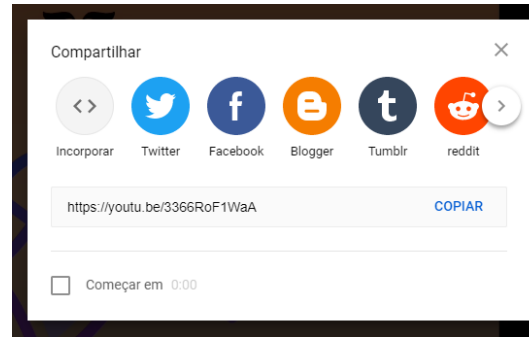 Compartilhar
Incorporar Twitter Facebook Blogger Tumblr reddit
https://youtu.be/3366RoF1WaA COPIAR
Começar em 0:00